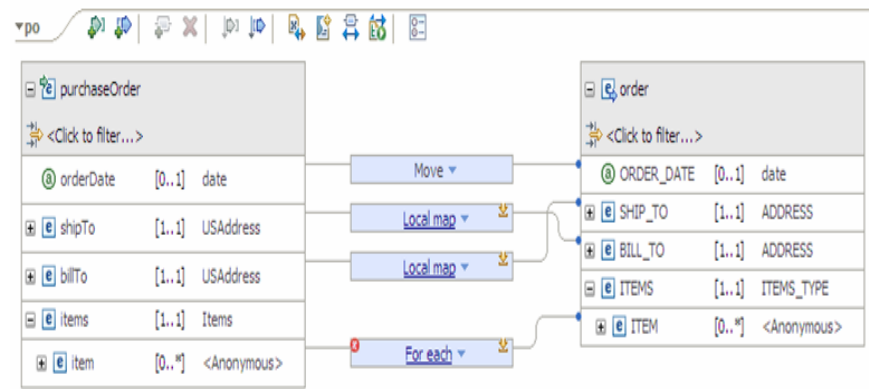 po
purchaseOrder
<Click to filter...>
orderDate [0..1] date
shipTo [1..1] USAddress
billTo [1..1] USAddress
items [1..1] Items
item [0..*] <Anonymous>
Move
Local map
Local map
For each
order
<Click to filter...>
ORDER_DATE [0..1] date
SHIP_TO [1..1] ADDRESS
BILL_TO [1..1] ADDRESS
ITEMS [1..1] ITEMS_TYPE
ITEM [0..*] <Anonymous>